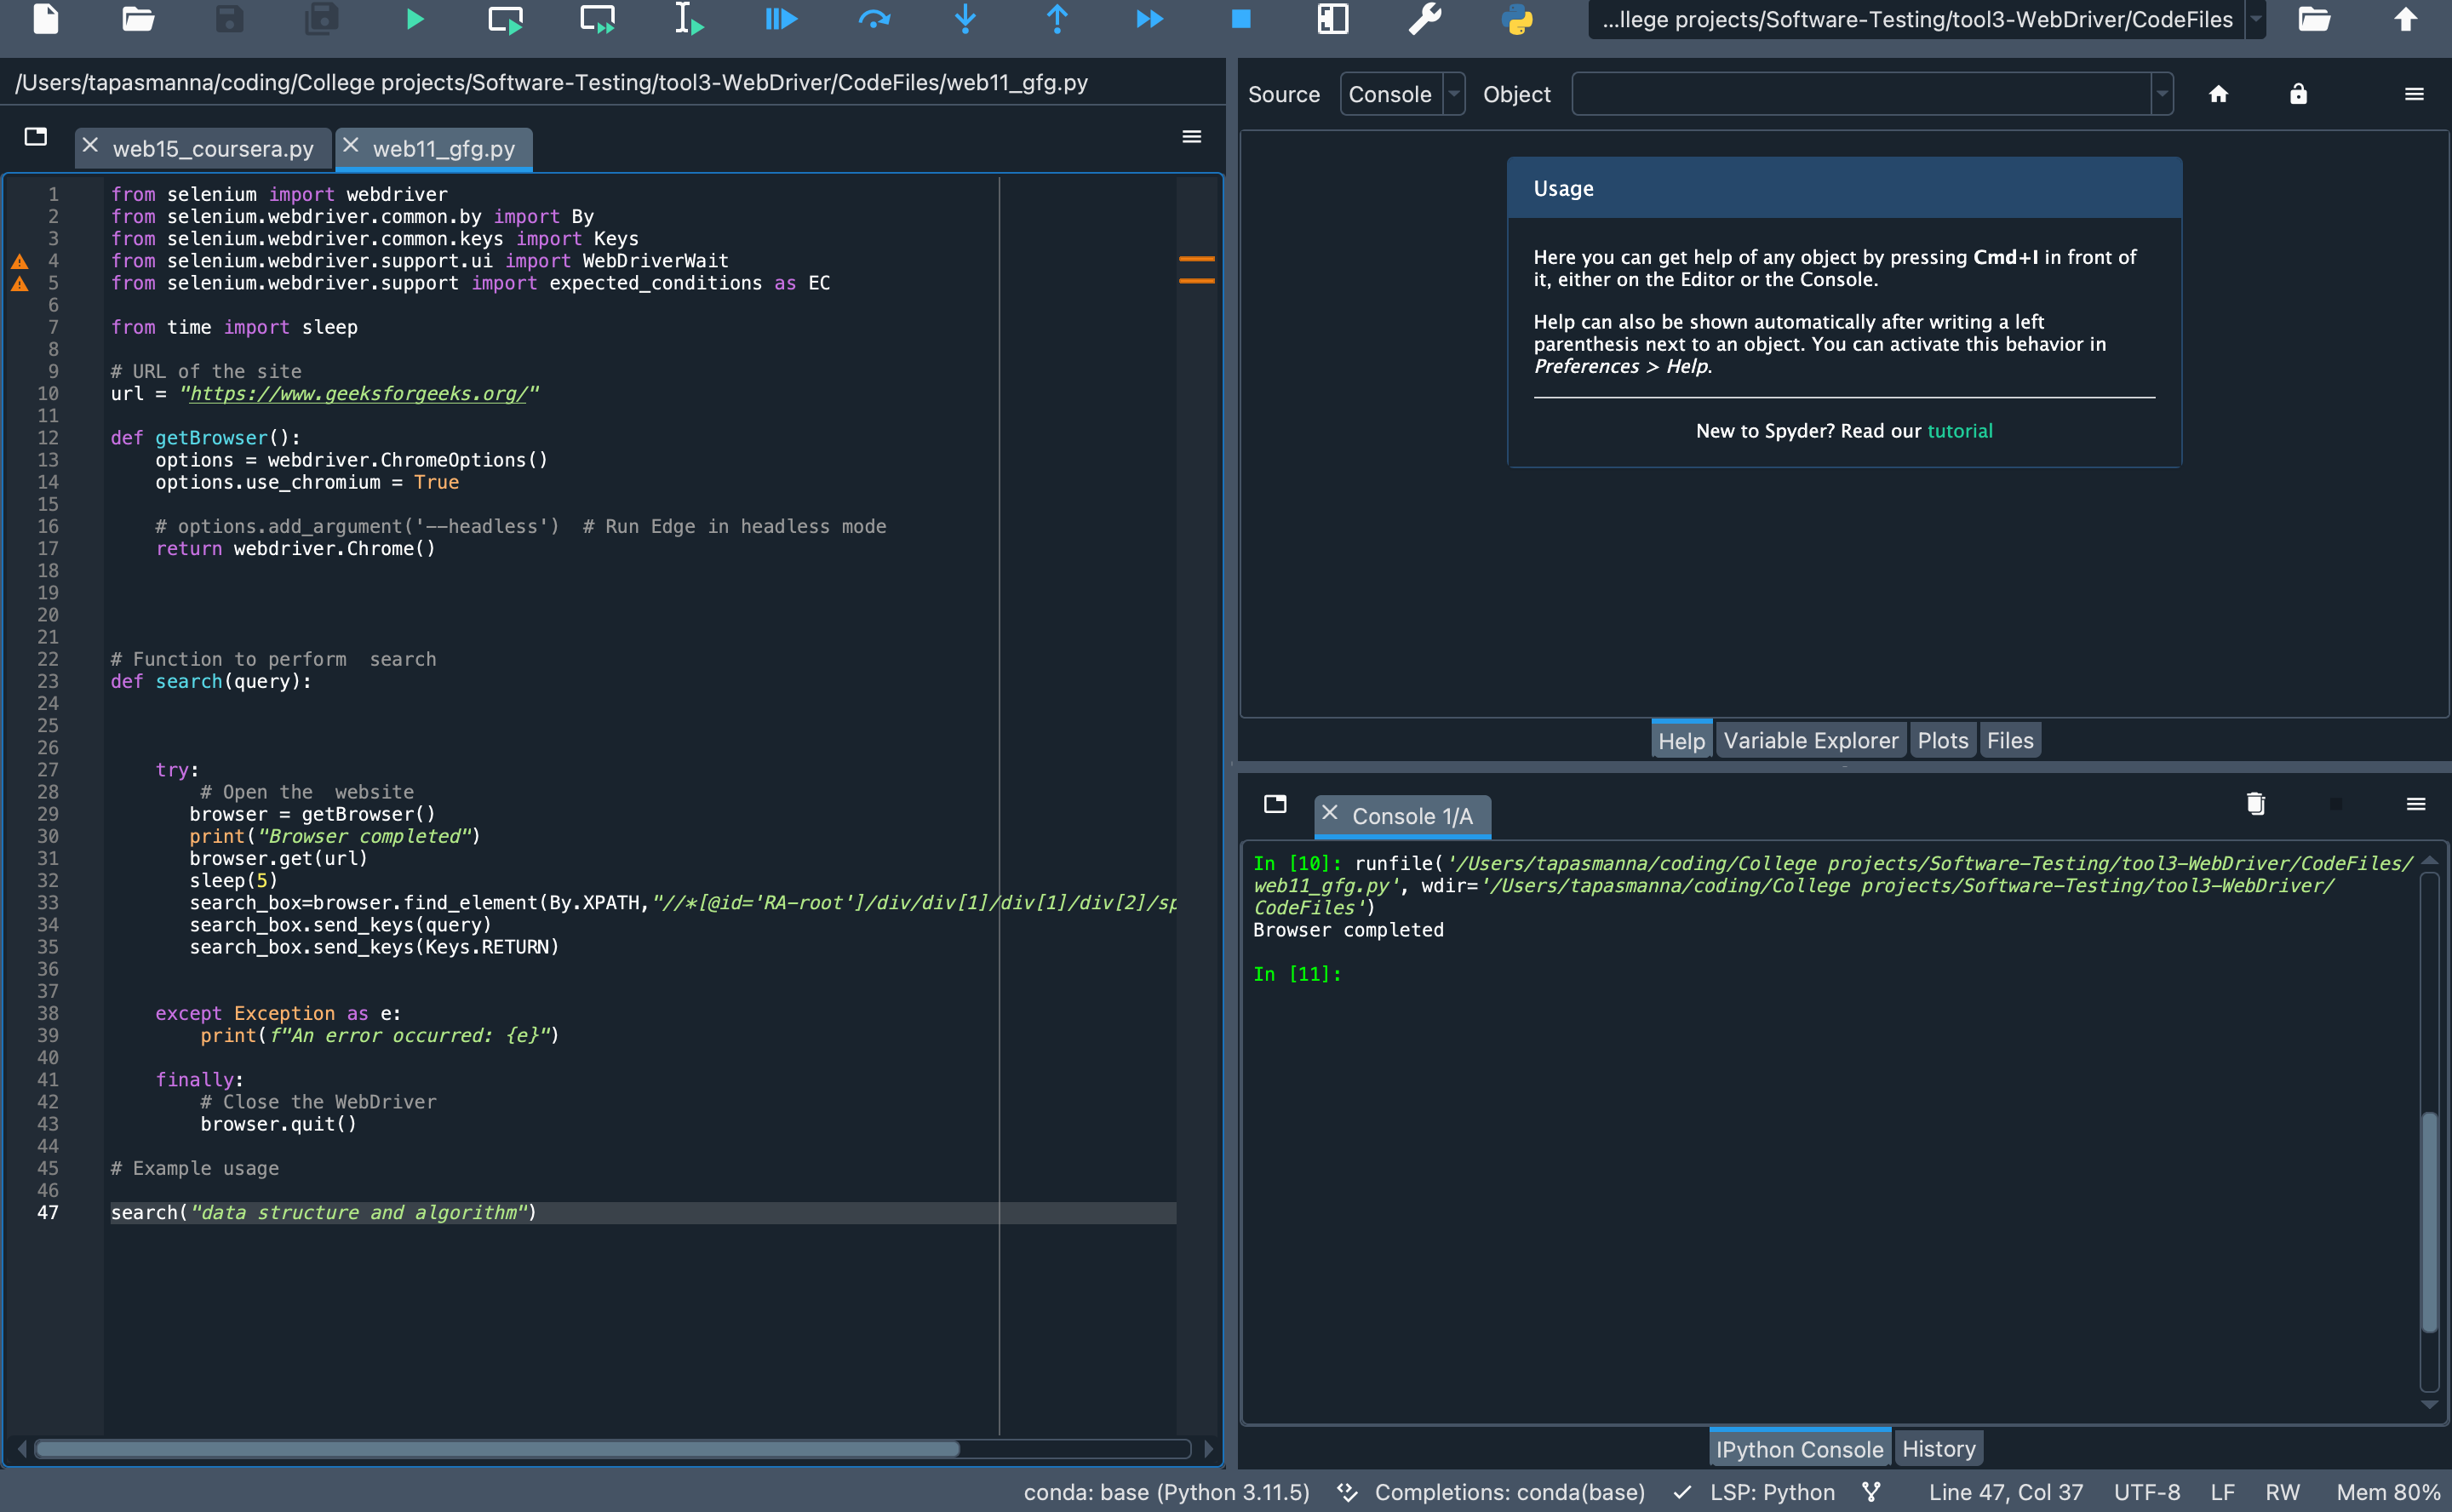 ...llege projects/Software-Testing/tool3-WebDriver/CodeFiles
/Users/tapasmanna/coding/College projects/Software-Testing/tool3-WebDriver/CodeFiles/web11_gfg.py
web15_coursera.py
web11_gfg.py
1 from selenium import webdriver
2 from selenium.webdriver.common.by import By
3 from selenium.webdriver.common.keys import Keys
4 from selenium.webdriver.support.ui import WebDriverWait
5 from selenium.webdriver.support import expected_conditions as EC
6
7 from time import sleep
8
9 # URL of the site
10 url = "https://www.geeksforgeeks.org/"
11
12 def getBrowser():
13     options = webdriver.ChromeOptions()
14     options.use_chromium = True
15
16     # options.add_argument('--headless')  # Run Edge in headless mode
17     return webdriver.Chrome()
18
19
20
21
22 # Function to perform  search
23 def search(query):
24
25
26
27     try:
28         # Open the  website
29        browser = getBrowser()
30        print("Browser completed")
31        browser.get(url)
32        sleep(5)
33        search_box=browser.find_element(By.XPATH,"//*[@id='RA-root']/div/div[1]/div[1]/div[2]/sp
34        search_box.send_keys(query)
35        search_box.send_keys(Keys.RETURN)
36
37
38     except Exception as e:
39         print(f"An error occurred: {e}")
40
41     finally:
42         # Close the WebDriver
43         browser.quit()
44
45 # Example usage
46
47 search("data structure and algorithm")
Source Console Object
Usage
Here you can get help of any object by pressing Cmd+I in front of
it, either on the Editor or the Console.
Help can also be shown automatically after writing a left
parenthesis next to an object. You can activate this behavior in
Preferences > Help.
New to Spyder? Read our tutorial
Help Variable Explorer Plots Files
Console 1/A
In [10]: runfile('/Users/tapasmanna/coding/College projects/Software-Testing/tool3-WebDriver/CodeFiles/
web11_gfg.py', wdir='/Users/tapasmanna/coding/College projects/Software-Testing/tool3-WebDriver/
CodeFiles')
Browser completed
In [11]:
IPython Console History
conda: base (Python 3.11.5) Completions: conda(base) LSP: Python Line 47, Col 37 UTF-8 LF RW Mem 80%